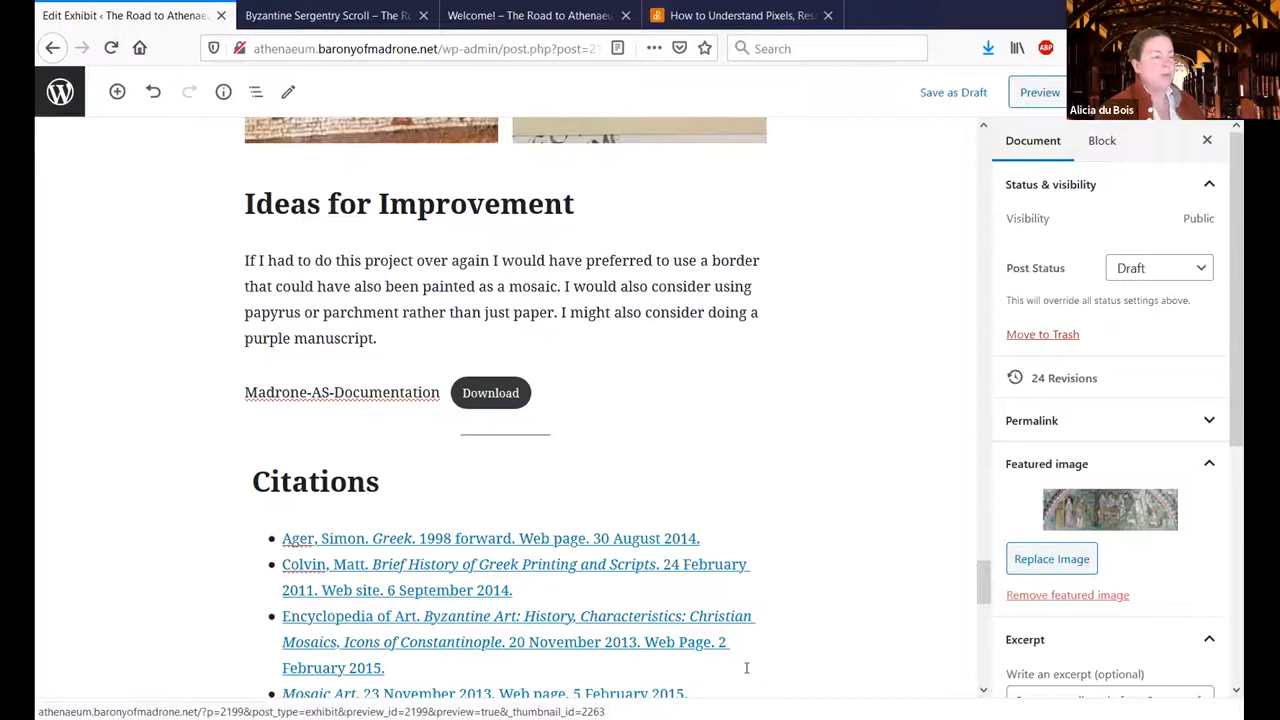 Edit Exhibit ‹ The Road to Athenaeu
Byzantine Sergentry Scroll – The Ro
Welcome! – The Road to Athenaeu
How to Understand Pixels, Res
athenaeum.baronyofmadrone.net/wp-admin/post.php?post=2
Search
ABP
Alicia du Bois
Save as Draft
Preview
Document
Block
Ideas for Improvement
If I had to do this project over again I would have preferred to use a border
that could have also been painted as a mosaic. I would also consider using
papyrus or parchment rather than just paper. I might also consider doing a
purple manuscript.
Madrone-AS-Documentation
Download
Citations
Ager, Simon. Greek. 1998 forward. Web page. 30 August 2014.
Colvin, Matt. Brief History of Greek Printing and Scripts. 24 February
2011. Web site. 6 September 2014.
Encyclopedia of Art. Byzantine Art: History, Characteristics: Christian
Mosaics, Icons of Constantinople. 20 November 2013. Web Page. 2
February 2015.
Mosaic Art. 23 November 2013. Web page. 5 February 2015.
Status & visibility
Visibility
Public
Post Status
Draft
This will override all status settings above.
Move to Trash
24 Revisions
Permalink
Featured image
Replace Image
Remove featured image
Excerpt
Write an excerpt (optional)
athenaeum.baronyofmadrone.net/?p=2199&post_type=exhibit&preview_id=2199&preview=true&_thumbnail_id=2263